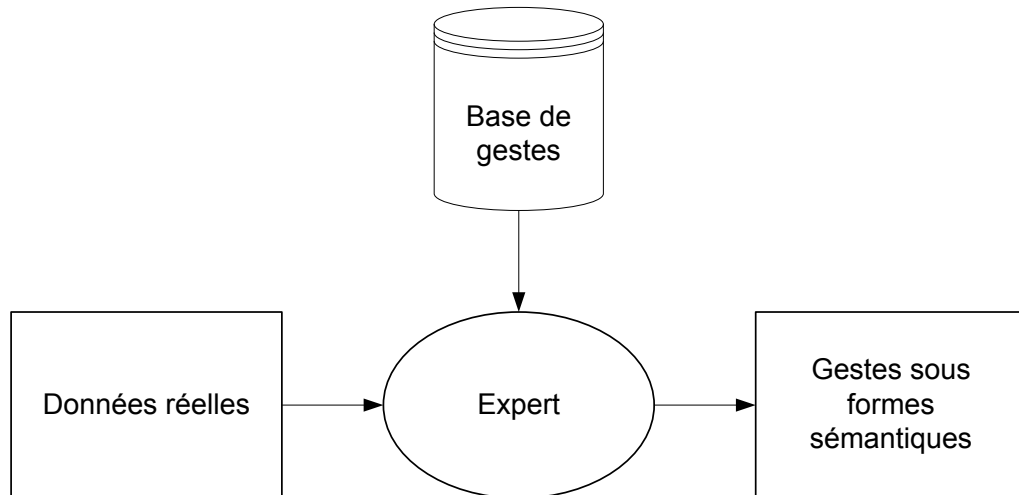 Base de
gestes
Données réelles
Expert
Gestes sous
formes
sémantiques